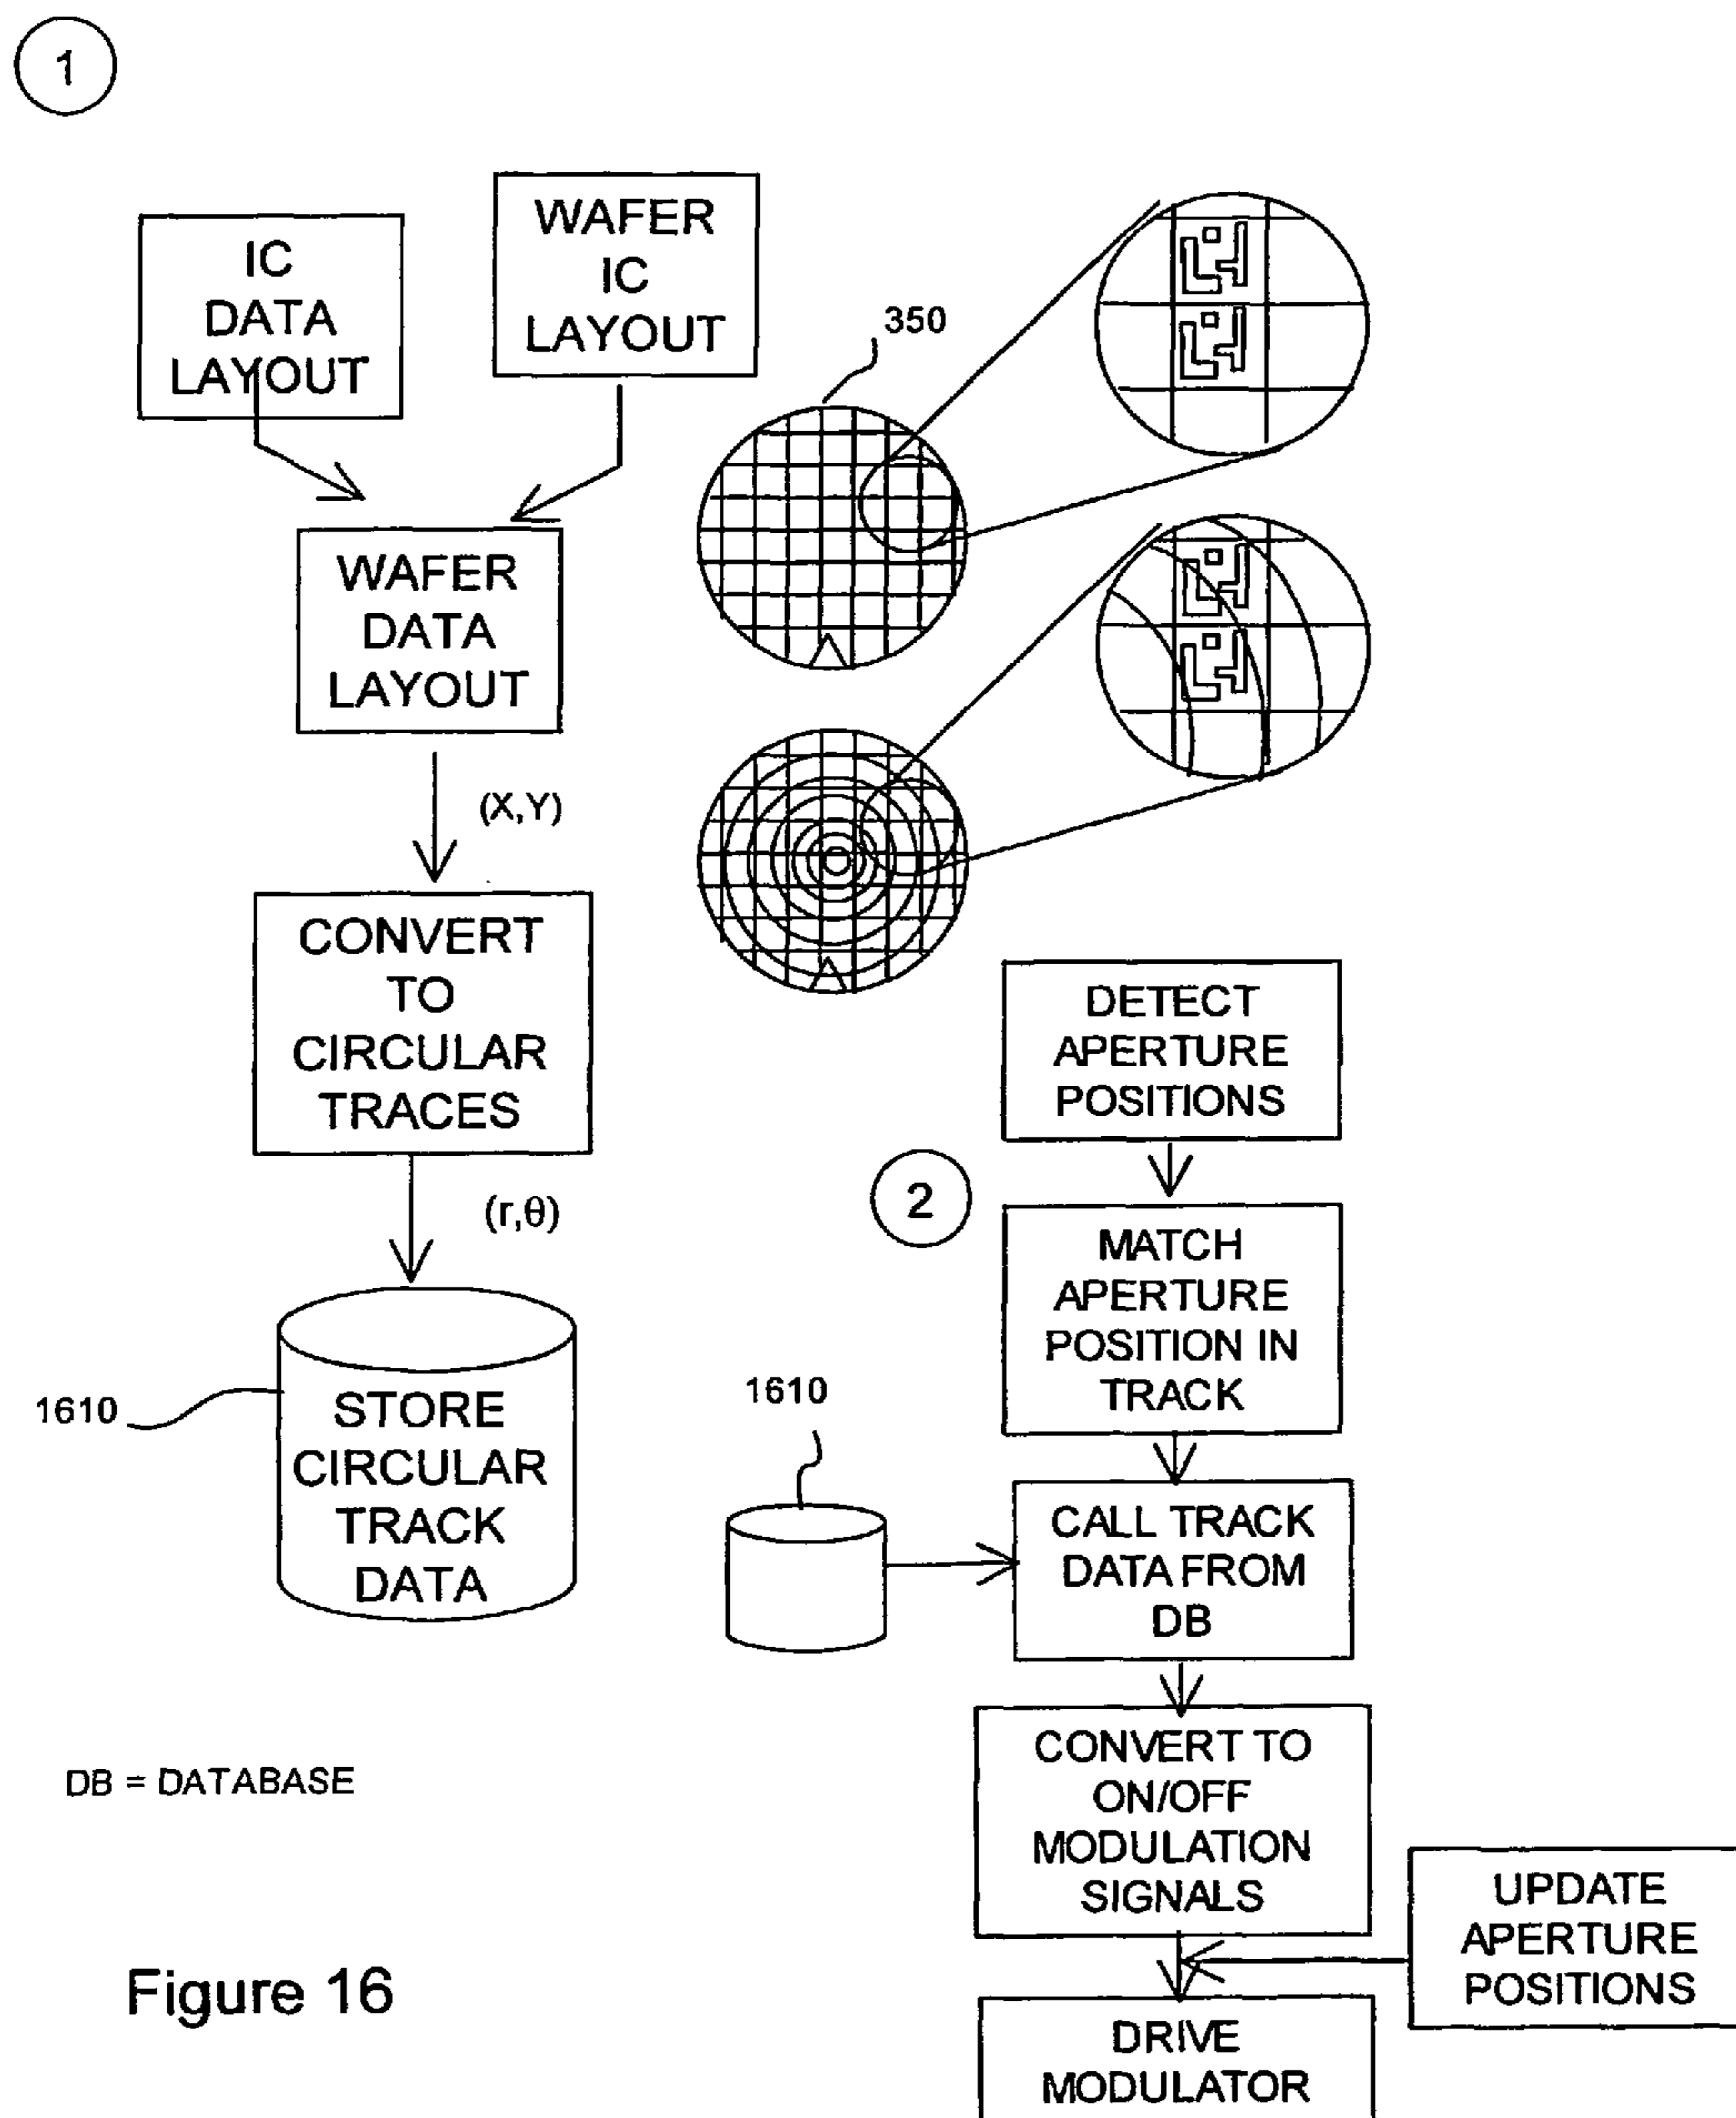 1
IC
DATA
LAYOUT
WAFER
IC
LAYOUT
350
WAFER
DATA
LAYOUT
(X,Y)
CONVERT
TO
CIRCULAR
TRACES
(r,θ)
1610
STORE
CIRCULAR
TRACK
DATA
DB = DATABASE
2
DETECT
APERTURE
POSITIONS
MATCH
APERTURE
POSITION IN
TRACK
1610
CALL TRACK
DATA FROM
DB
CONVERT TO
ON/OFF
MODULATION
SIGNALS
UPDATE
APERTURE
POSITIONS
DRIVE
MODULATOR
Figure 16